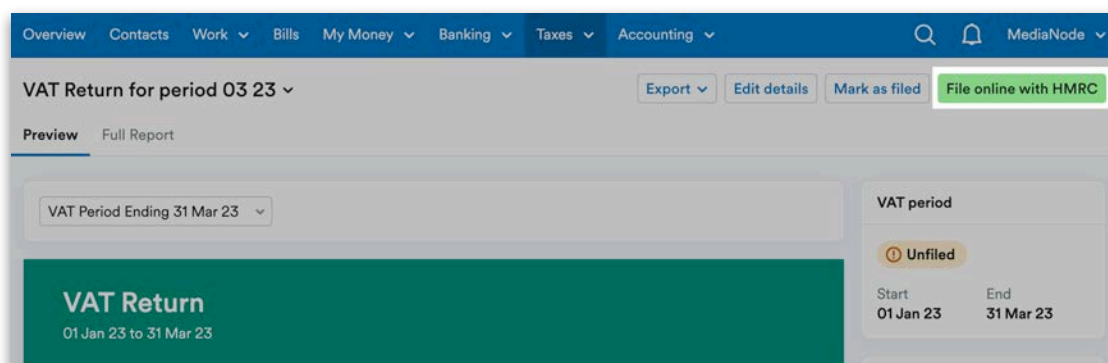 Overview Contacts Work Bills My Money Banking Taxes Accounting MediaNode
VAT Return for period 03 23
Export Edit details Mark as filed File online with HMRC
Preview Full Report
VAT Period Ending 31 Mar 23
VAT period
Unfiled
Start End
01 Jan 23 31 Mar 23
VAT Return
01 Jan 23 to 31 Mar 23